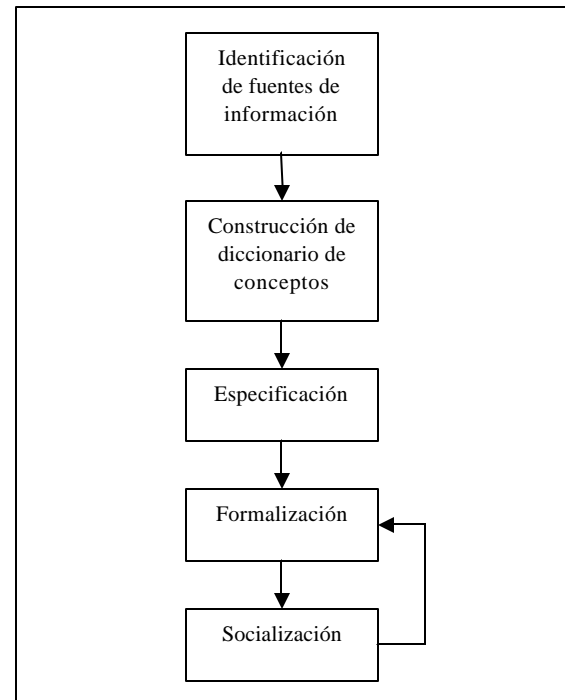 Identificación
de fuentes de
información
Construcción de
diccionario de
conceptos
Especificación
Formalización
Socialización